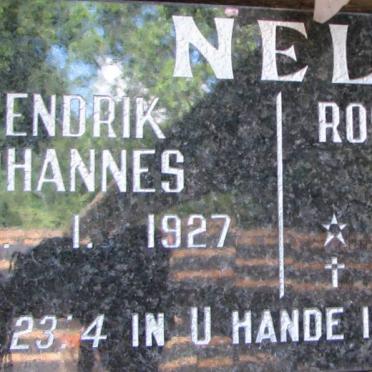 NEL
ENDRIK
HANNES
1. 1927
RO
☆
†
23:4 IN U HANDE